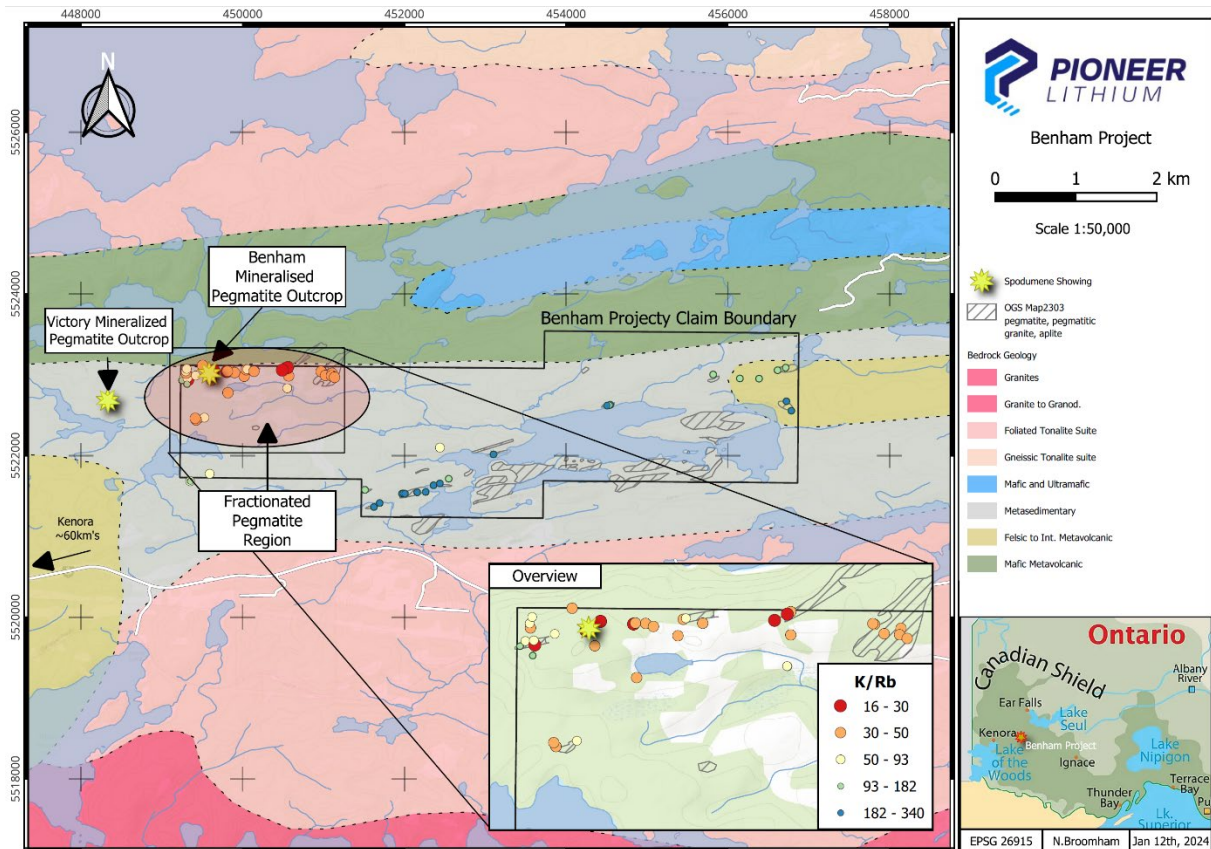 448000
450000
452000
454000
456000
458000
5526000
5524000
5522000
5520000
5518000
N
Benham
Mineralised
Pegmatite Outcrop
Victory Mineralized
Pegmatite Outcrop
Benham Projecty Claim Boundary
Fractionated
Pegmatite
Region
Kenora
~60km's
Overview
K/Rb
16 - 30
30 - 50
50 - 93
93 - 182
182 - 340
PIONEER
LITHIUM
Benham Project
0 1 2 km
Scale 1:50,000
Spodumene Showing
OGS Map2303
pegmatite, pegmatitic
granite, aplite
Bedrock Geology
Granites
Granite to Granod.
Foliated Tonalite Suite
Gneissic Tonalite suite
Mafic and Ultramafic
Metasedimentary
Felsic to Int. Metavolcanic
Mafic Metavolcanic
Ontario
Canadian Shield
Albany
River
Ear Falls
Lake
Seul
Kenora
Benham Project
Lake
of the
Woods
Ignace
Lake
Nipigon
Thunder
Bay
Terrace
Bay
Pu
Lk.
Superior
EPSG 26915
N.Broomham
Jan 12th, 2024